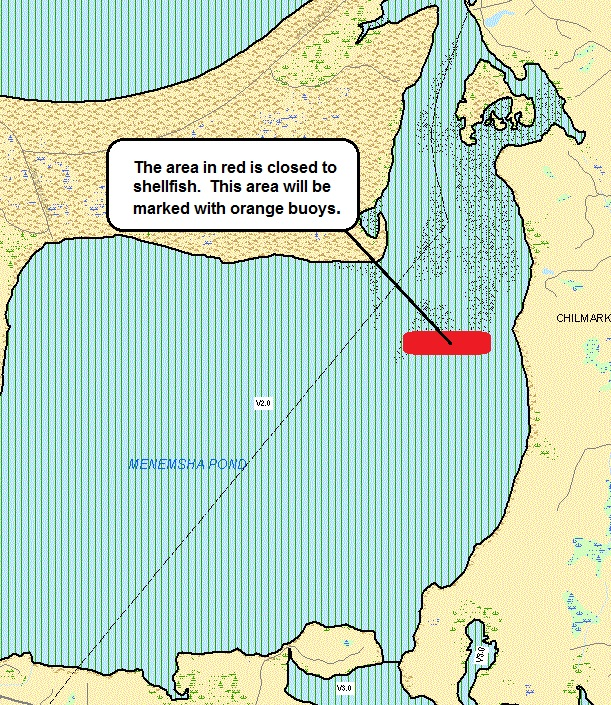 The area in red is closed to
shellfish.  This area will be
marked with orange buoys.
CHILMARK
V2.0
MENEMSHA POND
V3.0
V3.0